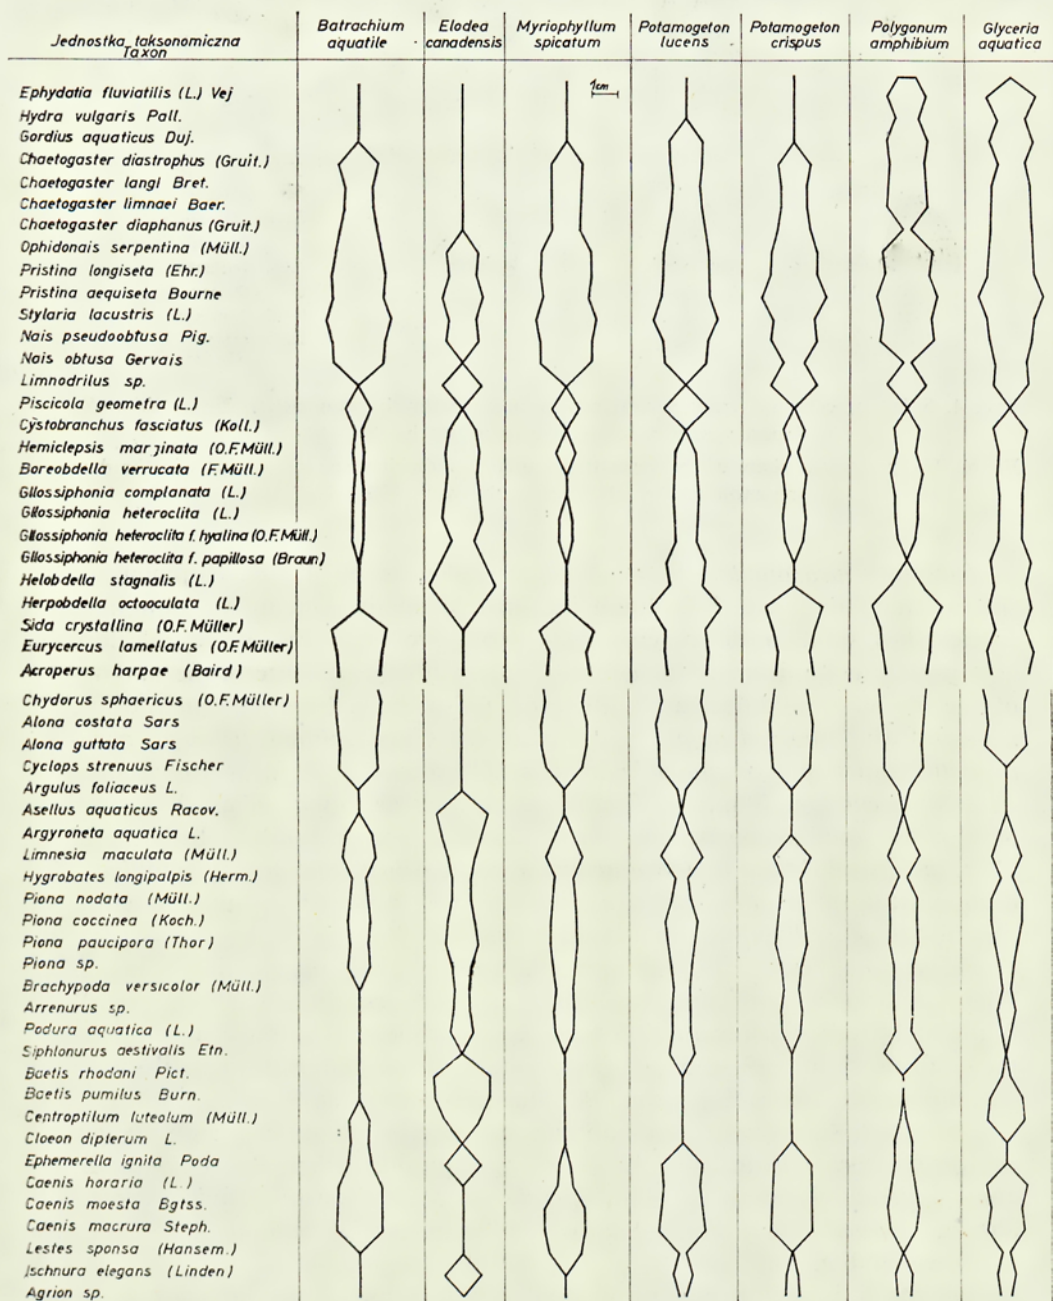 Jednostka taksonomiczna
Taxon
Batrachium
aquatile
Elodea
canadensis
Myriophyllum
spicatum
Potamogeton
lucens
Potamogeton
crispus
Polygonum
amphibium
Glyceria
aquatica
1cm
Ephydatia fluviatilis (L.) Vej
Hydra vulgaris Pall.
Gordius aquaticus Duj.
Chaetogaster diastrophus (Gruit.)
Chaetogaster langi Bret.
Chaetogaster limnaei Baer.
Chaetogaster diaphanus (Gruit.)
Ophidonais serpentina (Müll.)
Pristina longiseta (Ehr.)
Pristina aequiseta Bourne
Stylaria lacustris (L.)
Nais pseudoobtusa Pig.
Nais obtusa Gervais
Limnodrilus sp.
Piscicola geometra (L.)
Cystobranchus fasciatus (Koll.)
Hemiclepsis marginata (O.F.Müll.)
Boreobdella verrucata (F.Müll.)
Gllossiphonia complanata (L.)
Gllossiphonia heteroclita (L.)
Gllossiphonia heteroclita f. hyalina (O.F.Müll.)
Gllossiphonia heteroclita f. papillosa (Braun)
Helobdella stagnalis (L.)
Herpobdella octooculata (L.)
Sida crystallina (O.F.Müller)
Eurycercus lamellatus (O.F.Müller)
Acroperus harpae (Baird)
Chydorus sphaericus (O.F.Müller)
Alona costata Sars
Alona guttata Sars
Cyclops strenuus Fischer
Argulus foliaceus L.
Asellus aquaticus Racov.
Argyroneta aquatica L.
Limnesia maculata (Müll.)
Hygrobates longipalpis (Herm.)
Piona nodata (Müll.)
Piona coccinea (Koch.)
Piona paucipora (Thor)
Piona sp.
Brachypoda versicolor (Müll.)
Arrenurus sp.
Podura aquatica (L.)
Siphlonurus aestivalis Etn.
Baetis rhodani Pict.
Baetis pumilus Burn.
Centroptilum luteolum (Müll.)
Cloeon dipterum L.
Ephemerella ignita Poda
Caenis horaria (L.)
Caenis moesta Bgtss.
Caenis macrura Steph.
Lestes sponsa (Hansem.)
Ischnura elegans (Linden)
Agrion sp.